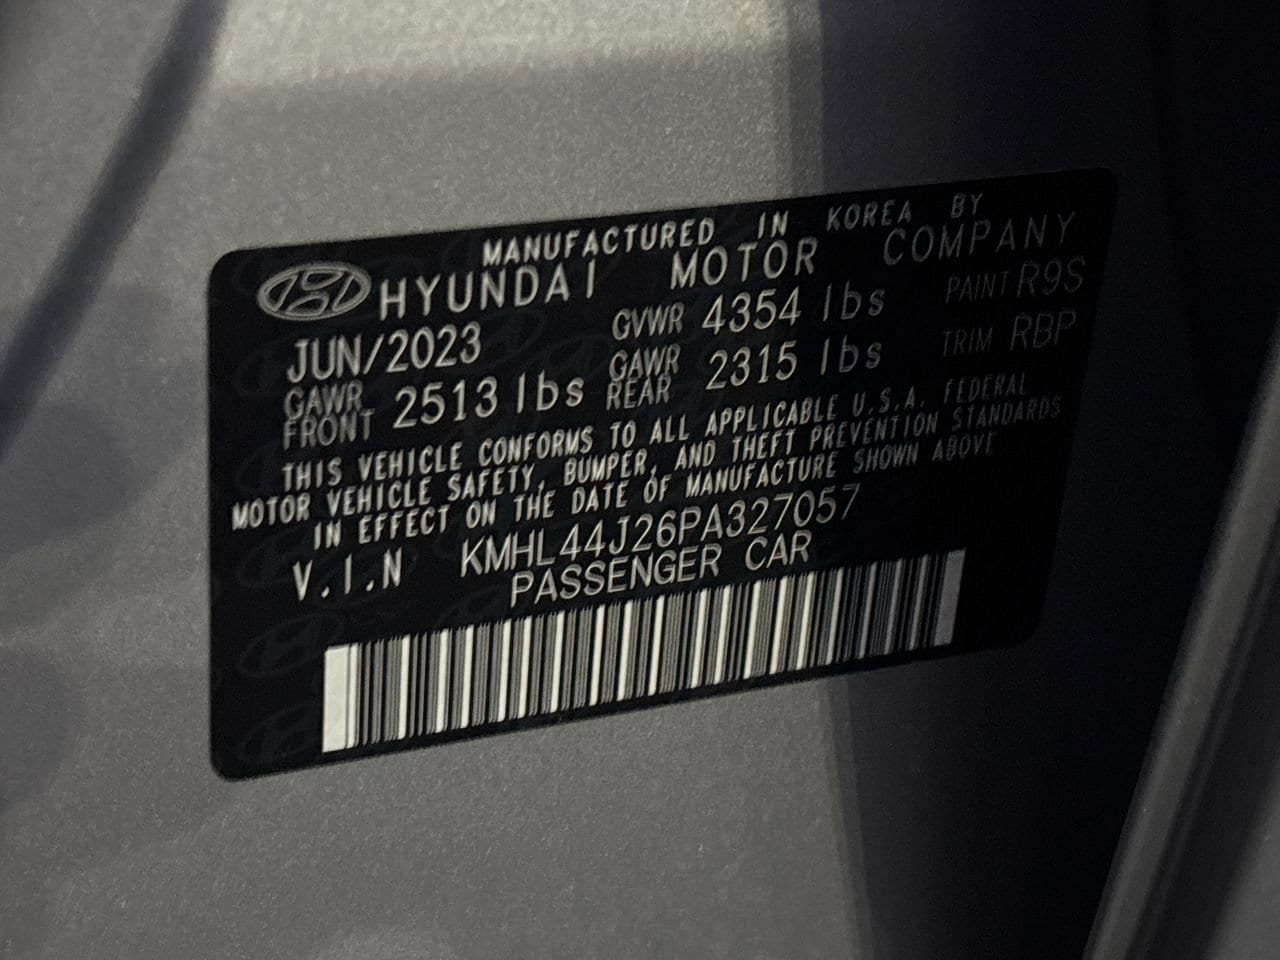 MANUFACTURED IN KOREA BY
HYUNDAI MOTOR COMPANY
JUN/2023 GVWR 4354 lbs PAINT R9S
GAWR FRONT 2513 lbs GAWR REAR 2315 lbs TRIM RBP
THIS VEHICLE CONFORMS TO ALL APPLICABLE U.S.A. FEDERAL
MOTOR VEHICLE SAFETY, BUMPER, AND THEFT PREVENTION STANDARDS
IN EFFECT ON THE DATE OF MANUFACTURE SHOWN ABOVE
V.I.N KMHL44J26PA327057
PASSENGER CAR